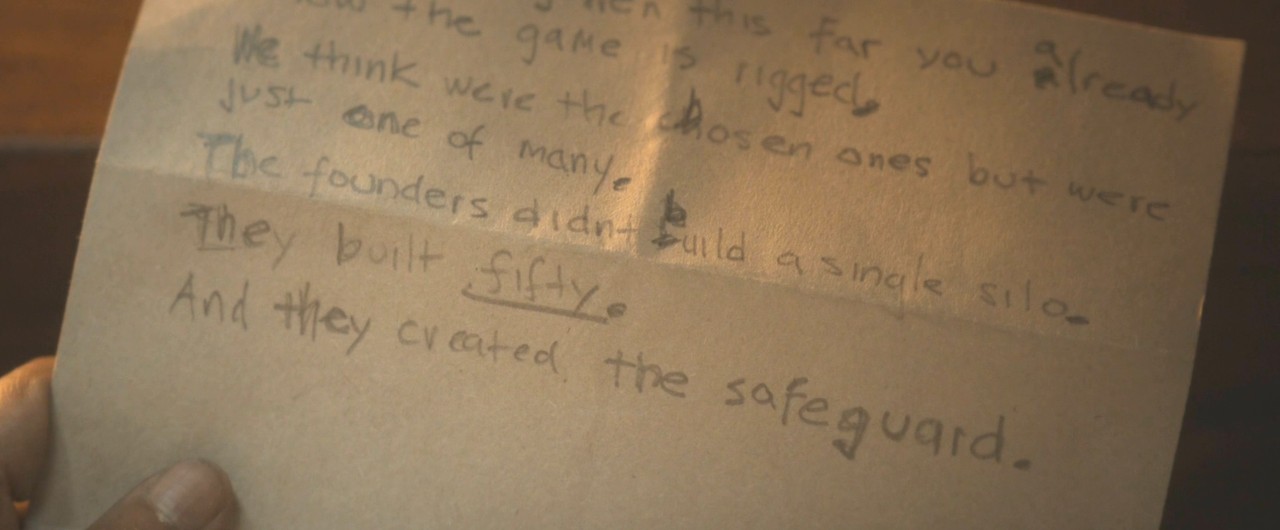 this far you already
the game is rigged.
We think were the chosen ones but were
just one of many.
The founders didnt build a single silo.
They built fifty.
And they created the safeguard.